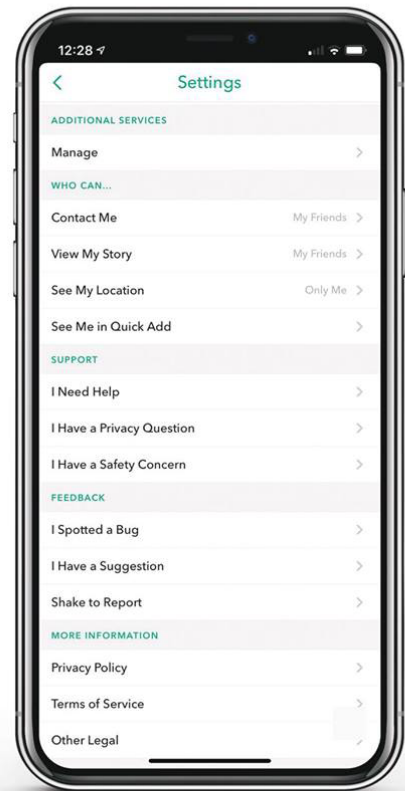 12:28
Settings
ADDITIONAL SERVICES
Manage
WHO CAN...
Contact Me My Friends
View My Story My Friends
See My Location Only Me
See Me in Quick Add
SUPPORT
I Need Help
I Have a Privacy Question
I Have a Safety Concern
FEEDBACK
I Spotted a Bug
I Have a Suggestion
Shake to Report
MORE INFORMATION
Privacy Policy
Terms of Service
Other Legal